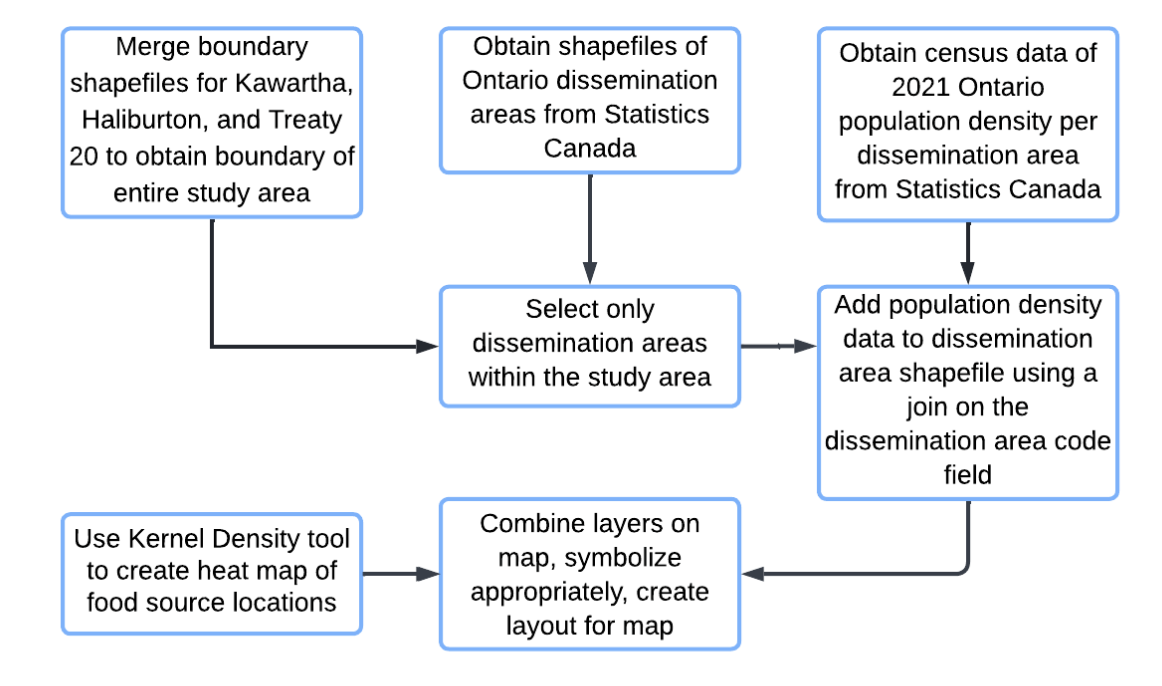 Merge boundary
shapefiles for Kawartha,
Haliburton, and Treaty
20 to obtain boundary of
entire study area
Obtain shapefiles of
Ontario dissemination
areas from Statistics
Canada
Obtain census data of
2021 Ontario
population density per
dissemination area
from Statistics Canada
Select only
dissemination areas
within the study area
Add population density
data to dissemination
area shapefile using a
join on the
dissemination area code
field
Use Kernel Density tool
to create heat map of
food source locations
Combine layers on
map, symbolize
appropriately, create
layout for map